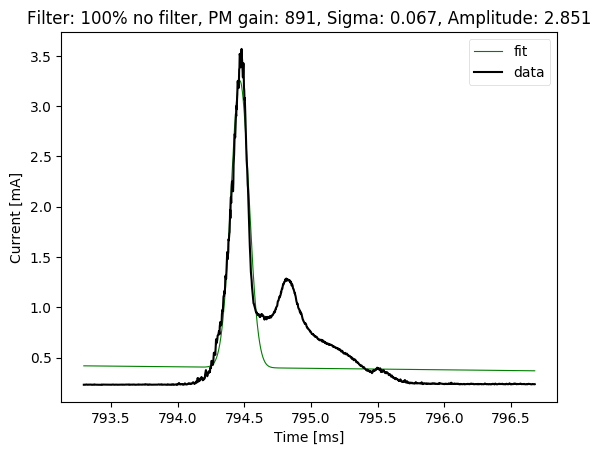 Filter: 100% no filter, PM gain: 891, Sigma: 0.067, Amplitude: 2.851
fit
data
Current [mA]
3.5
3.0
2.5
2.0
1.5
1.0
0.5
793.5 794.0 794.5 795.0 795.5 796.0 796.5
Time [ms]